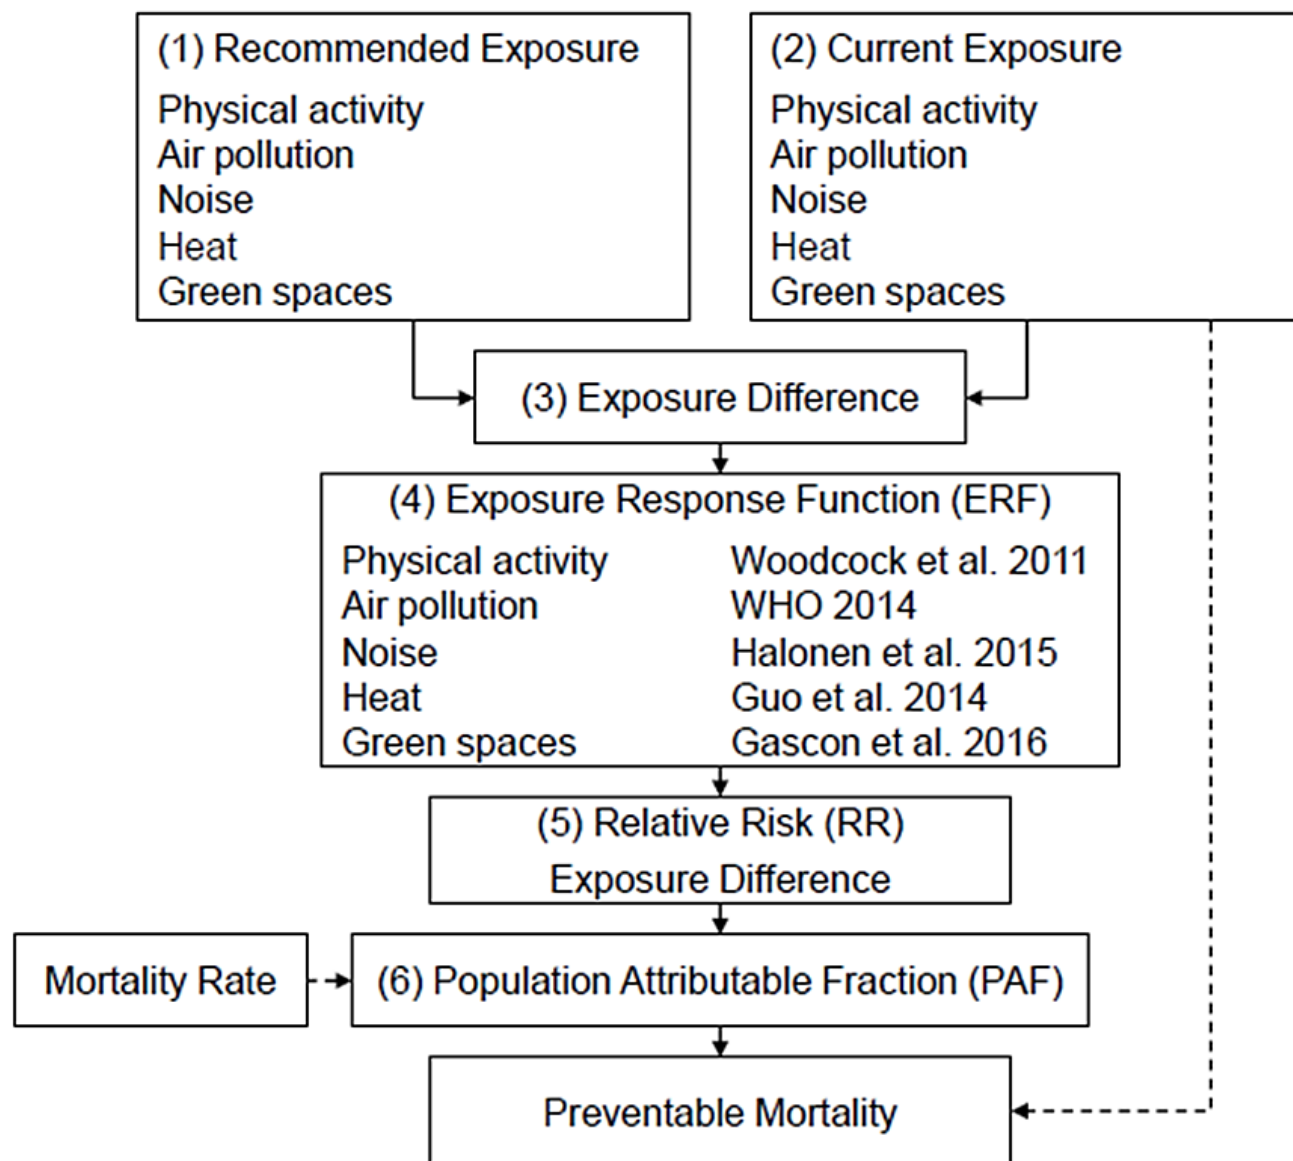 (1) Recommended Exposure
Physical activity
Air pollution
Noise
Heat
Green spaces
(2) Current Exposure
Physical activity
Air pollution
Noise
Heat
Green spaces
(3) Exposure Difference
(4) Exposure Response Function (ERF)
Physical activity Woodcock et al. 2011
Air pollution WHO 2014
Noise Halonen et al. 2015
Heat Guo et al. 2014
Green spaces Gascon et al. 2016
(5) Relative Risk (RR)
Exposure Difference
Mortality Rate
(6) Population Attributable Fraction (PAF)
Preventable Mortality